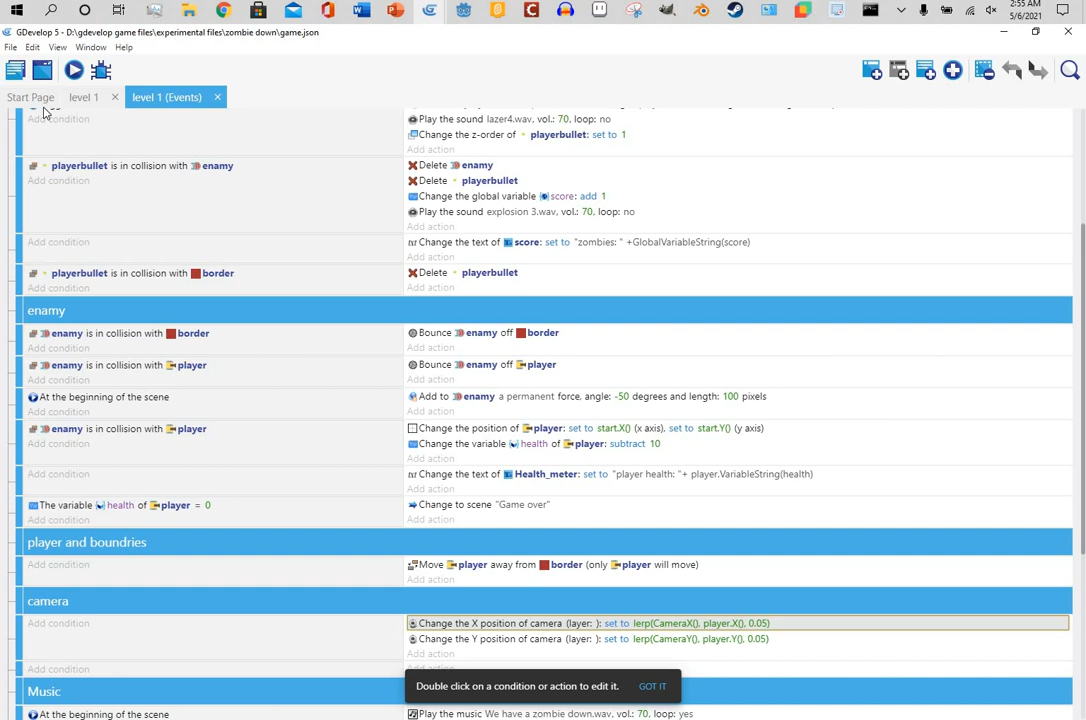 2:55 AM
5/6/2021
GDevelop 5 - D:\gdevelop game files\experimental files\zombie down\game.json
File Edit View Window Help
Start Page level 1 × level 1 (Events) ×
Add condition
Play the sound lazer4.wav, vol.: 70, loop: no
Change the z-order of playerbullet: set to 1
Add action
playerbullet is in collision with enamy
Delete enamy
Add condition
Delete playerbullet
Change the global variable score: add 1
Play the sound explosion 3.wav, vol.: 70, loop: no
Add action
Add condition
Change the text of score: set to "zombies: " +GlobalVariableString(score)
Add action
playerbullet is in collision with border
Delete playerbullet
Add condition
Add action
enamy
enamy is in collision with border
Bounce enamy off border
Add condition
Add action
enamy is in collision with player
Bounce enamy off player
Add condition
Add action
At the beginning of the scene
Add to enamy a permanent force, angle: -50 degrees and length: 100 pixels
Add condition
Add action
enamy is in collision with player
Change the position of player: set to start.X() (x axis), set to start.Y() (y axis)
Add condition
Change the variable health of player: subtract 10
Add action
Add condition
Change the text of Health_meter: set to "player health: "+ player.VariableString(health)
Add action
The variable health of player = 0
Change to scene "Game over"
Add condition
Add action
player and boundries
Add condition
Move player away from border (only player will move)
Add action
camera
Add condition
Change the X position of camera (layer: ): set to lerp(CameraX(), player.X(), 0.05)
Change the Y position of camera (layer: ): set to lerp(CameraY(), player.Y(), 0.05)
Add action
Add condition
Double click on a condition or action to edit it. GOT IT
Music
At the beginning of the scene
Play the music We have a zombie down.wav, vol.: 70, loop: yes